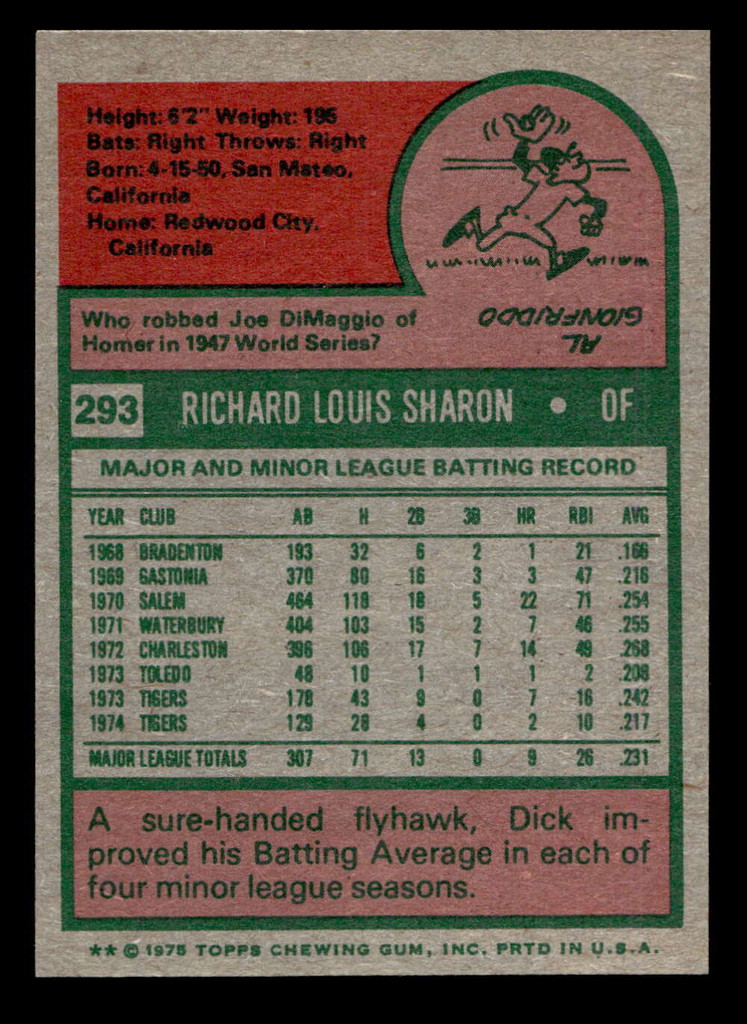 Height: 6'2" Weight: 195
Bats: Right Throws: Right
Born: 4-15-50, San Mateo,
California
Home: Redwood City,
California
Who robbed Joe DiMaggio of
Homer in 1947 World Series?
AL
GIONFRIDDO
293 RICHARD LOUIS SHARON • OF
MAJOR AND MINOR LEAGUE BATTING RECORD
YEAR CLUB AB H 2B 3B HR RBI AVG
1968 BRADENTON 193 32 6 2 1 21 .166
1969 GASTONIA 370 80 16 3 3 47 .216
1970 SALEM 464 118 18 5 22 71 .254
1971 WATERBURY 404 103 15 2 7 46 .255
1972 CHARLESTON 396 106 17 7 14 49 .268
1973 TOLEDO 48 10 1 1 1 2 .208
1973 TIGERS 178 43 9 0 7 16 .242
1974 TIGERS 129 28 4 0 2 10 .217
MAJOR LEAGUE TOTALS 307 71 13 0 9 26 .231
A sure-handed flyhawk, Dick im-
proved his Batting Average in each of
four minor league seasons.
** © 1975 TOPPS CHEWING GUM, INC. PRTD IN U.S.A.